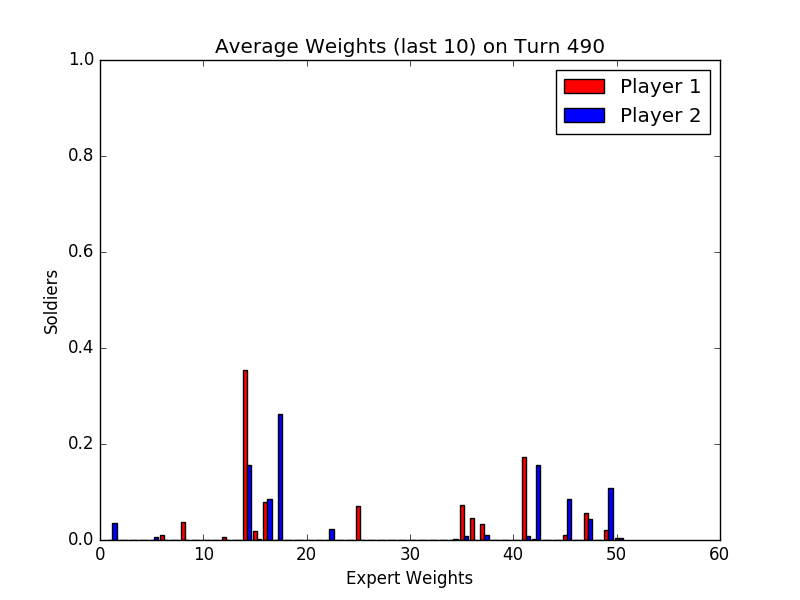 Average Weights (last 10) on Turn 490
1.0
0.8
0.6
0.4
0.2
0.0
Soldiers
Player 1
Player 2
0 10 20 30 40 50 60
Expert Weights